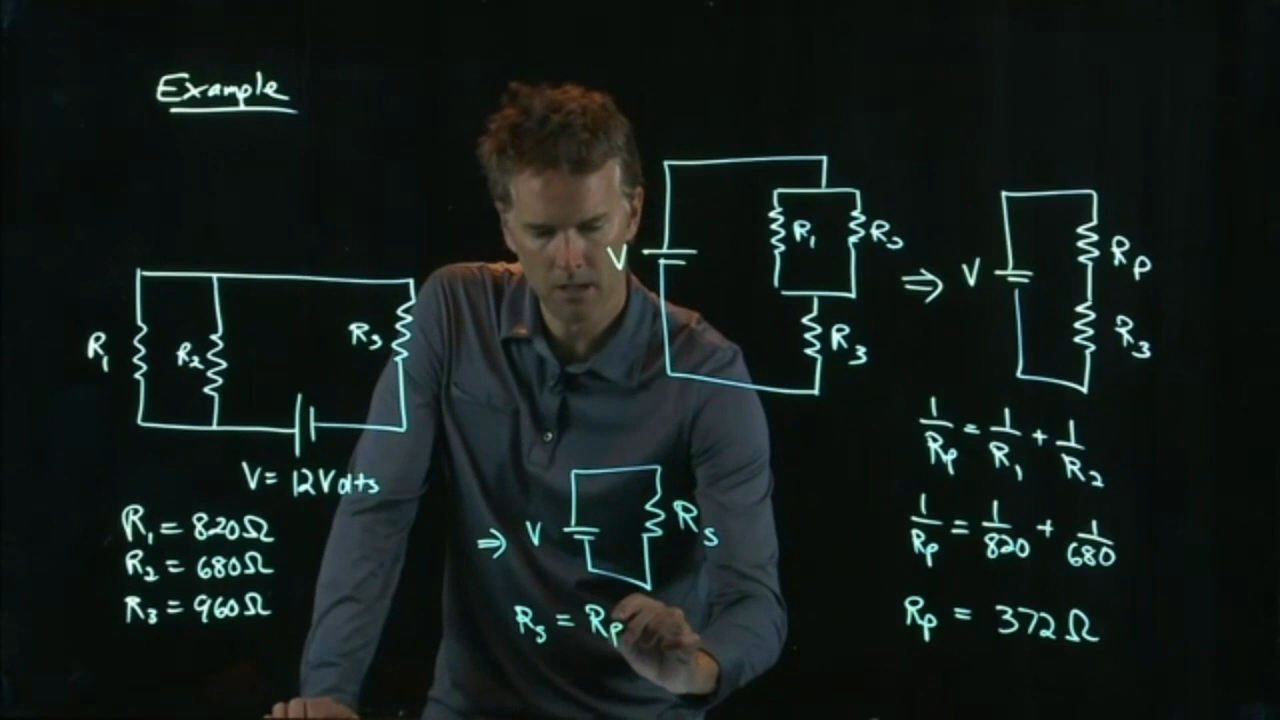 Example
R₁
R₂
R₃
V = 12 Volts
R₁ = 820Ω
R₂ = 680Ω
R₃ = 960Ω
V
R₁
R₂
R₃
⇒
V
Rp
R₃
1/Rp = 1/R₁ + 1/R₂
1/Rp = 1/820 + 1/680
Rp = 372Ω
⇒
V
Rs
Rs = Rp